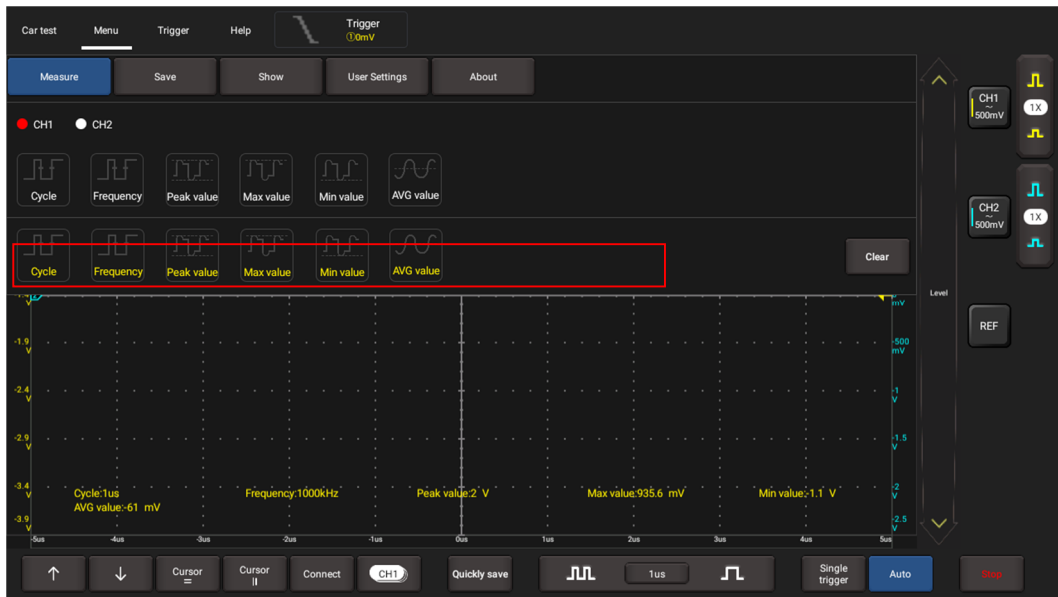 Car test Menu Trigger Help Trigger
①0mV
Measure Save Show User Settings About
CH1 CH2
Cycle Frequency Peak value Max value Min value AVG value
Cycle Frequency Peak value Max value Min value AVG value
Clear
CH1
500mV
1X
CH2
500mV
1X
Level
REF
mV
-1.9
V
-500
mV
-2.4
V
-1
V
-2.9
V
-1.5
V
-3.4
V
-2
V
-3.9
V
-2.5
V
Cycle:1us Frequency:1000kHz Peak value:2 V Max value:935.6 mV Min value:-1.1 V
AVG value:-61 mV
-5us -4us -3us -2us -1us 0us 1us 2us 3us 4us 5us
Cursor
Cursor
Connect CH1 Quickly save 1us Single
trigger
Auto Stop